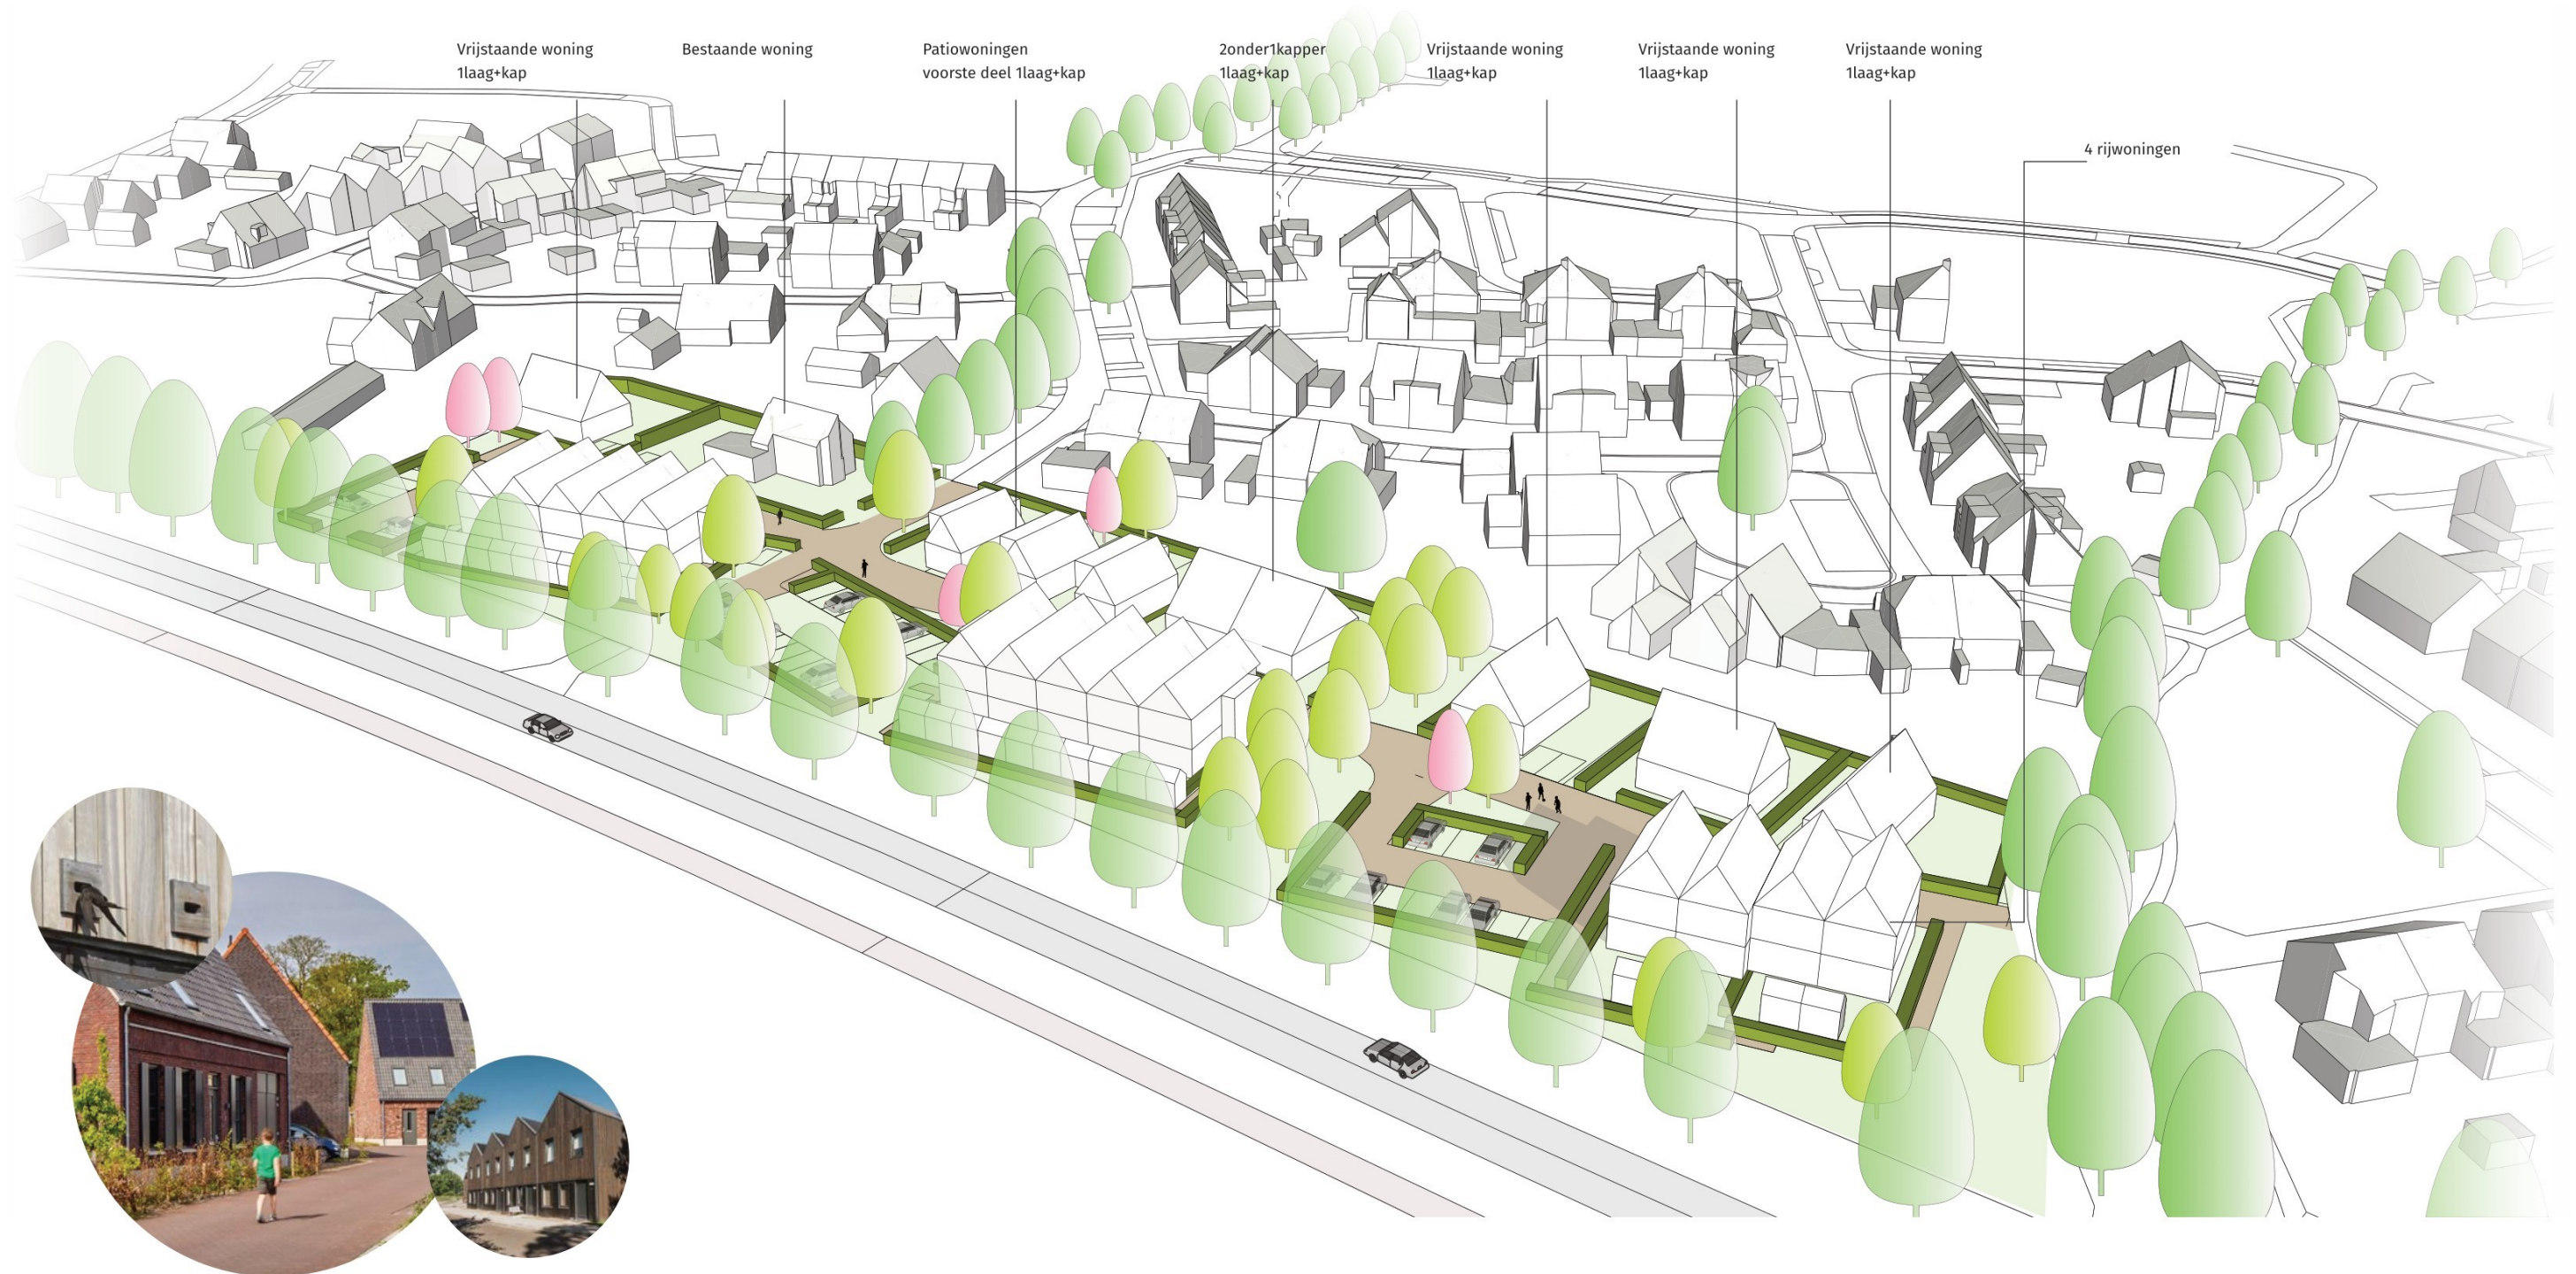 Vrijstaande woning
1laag+kap
Bestaande woning
Patiowoningen
voorste deel 1laag+kap
2onder1kapper
1laag+kap
Vrijstaande woning
1laag+kap
Vrijstaande woning
1laag+kap
Vrijstaande woning
1laag+kap
4 rijwoningen